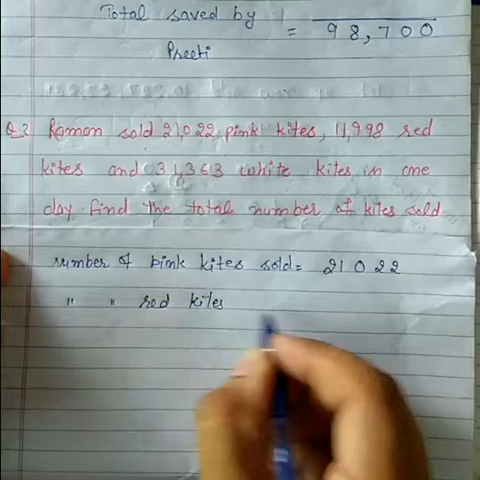 Total saved by
Preeti
= 98,700
Q2 Raman sold 21,022 pink kites, 11,998 red
kites and 31,363 white kites in one
day. Find the total number of kites sold.
number of pink kites sold = 21022
" " red kites